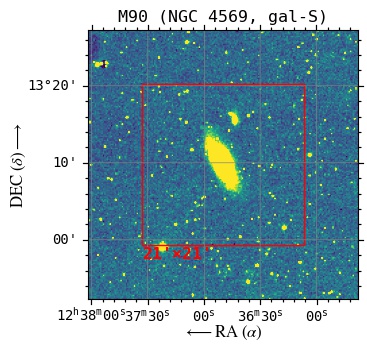 M90 (NGC 4569, gal-S)
13°20'
10'
00'
DEC (δ) ⟶
21'×21'
12ʰ38ᵐ00ˢ 37ᵐ30ˢ 00ˢ 36ᵐ30ˢ 00ˢ
⟵ RA (α)